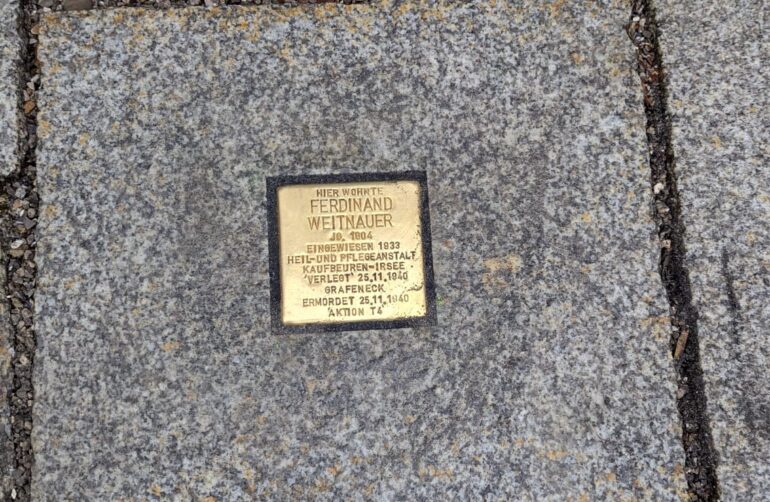 HIER WOHNTE
FERDINAND
WEITNAUER
JG. 1904
EINGEWIESEN 1933
HEIL-UND PFLEGEANSTALT
KAUFBEUREN-IRSEE
'VERLEGT' 25.11.1940
GRAFENECK
ERMORDET 25.11.1940
'AKTION T4'